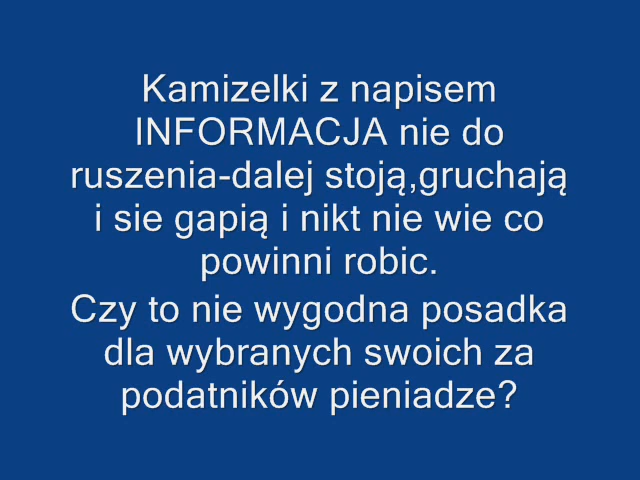 Kamizelki z napisem
INFORMACJA nie do
ruszenia-dalej stoją,gruchają
i sie gapią i nikt nie wie co
powinni robic.
Czy to nie wygodna posadka
dla wybranych swoich za
podatników pieniadze?